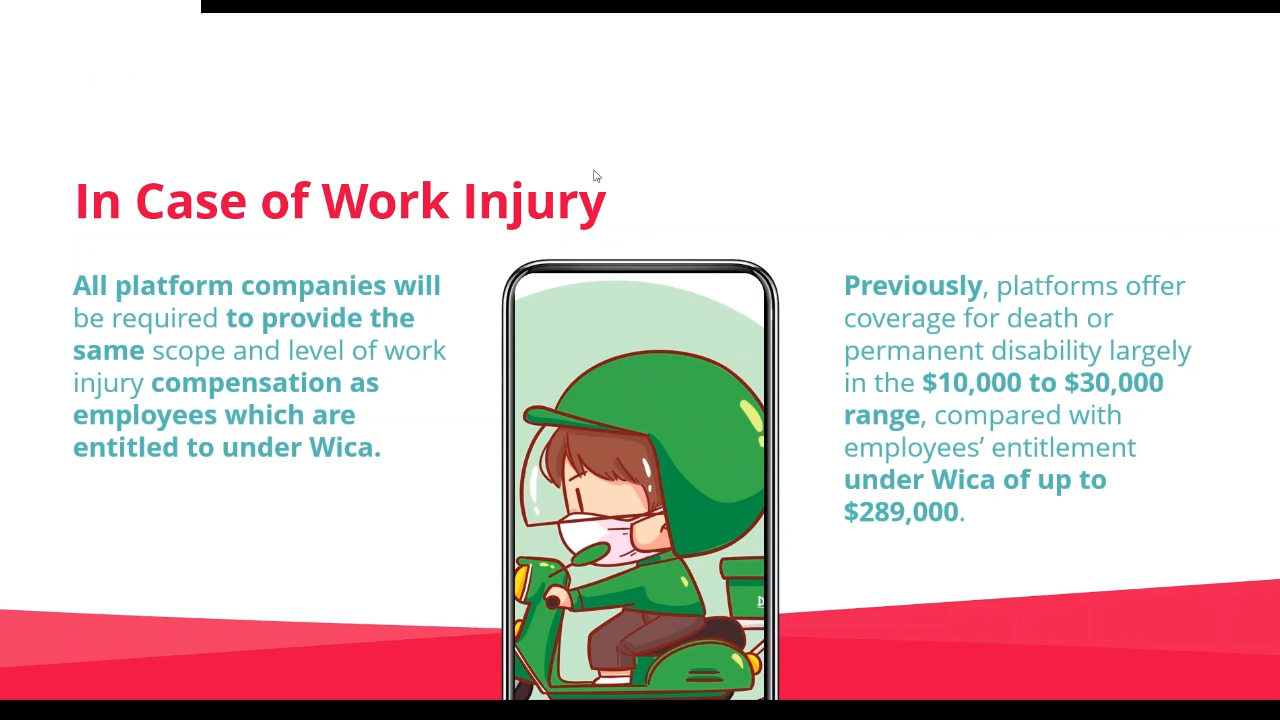 In Case of Work Injury
All platform companies will
be required to provide the
same scope and level of work
injury compensation as
employees which are
entitled to under Wica.
Previously, platforms offer
coverage for death or
permanent disability largely
in the $10,000 to $30,000
range, compared with
employees’ entitlement
under Wica of up to
$289,000.